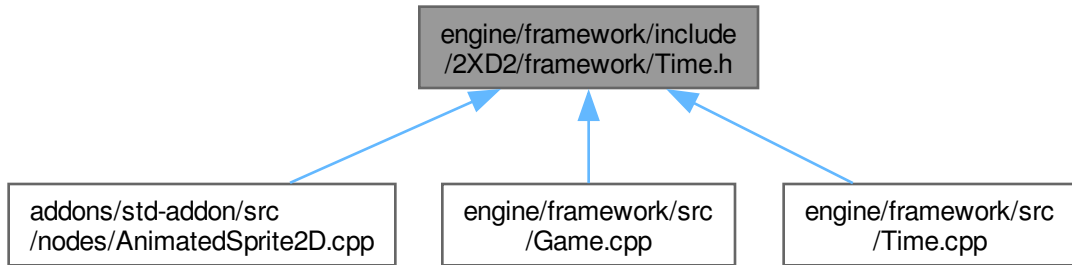 engine/framework/include
/2XD2/framework/Time.h
addons/std-addon/src
/nodes/AnimatedSprite2D.cpp
engine/framework/src
/Game.cpp
engine/framework/src
/Time.cpp